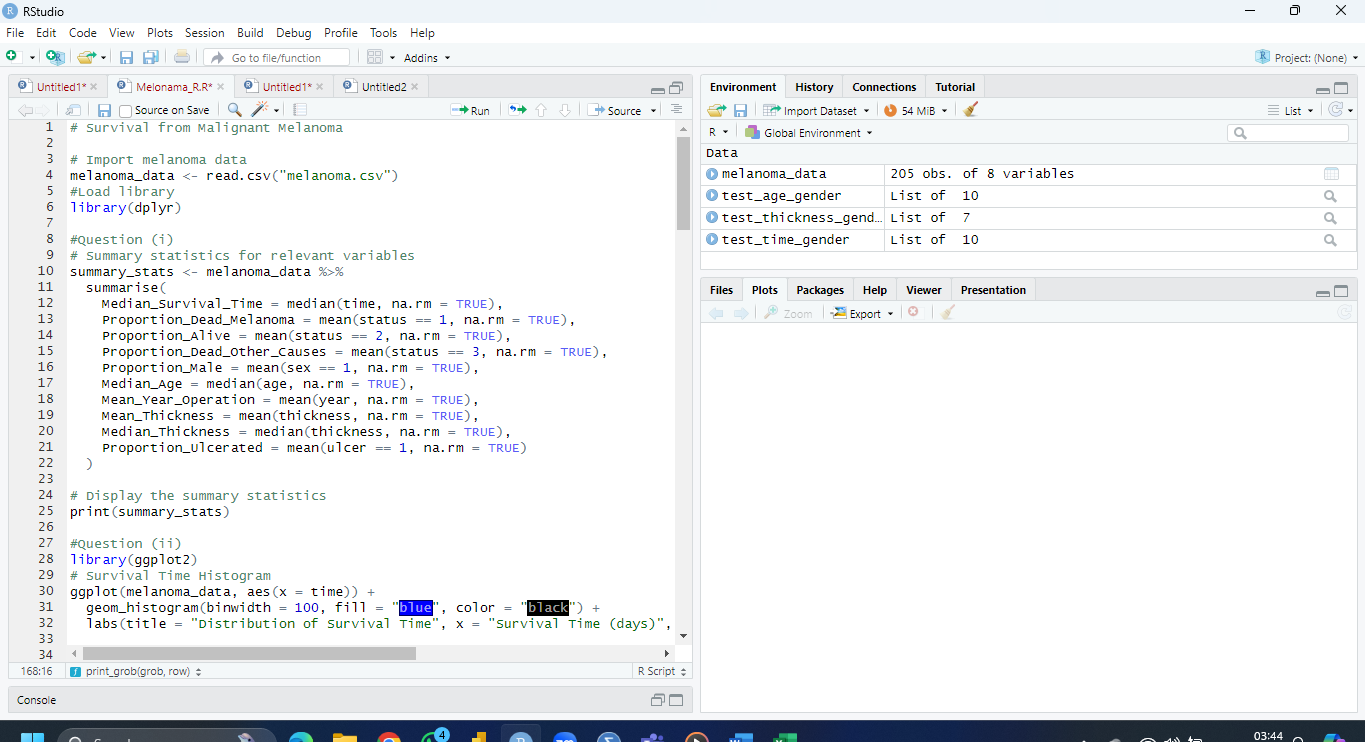 RStudio
File Edit Code View Plots Session Build Debug Profile Tools Help
Go to file/function Addins Project: (None)
Untitled1* Melonama_R.R* Untitled1* Untitled2
Source on Save Run Source
1 # Survival from Malignant Melanoma
2
3 # Import melanoma data
4 melanoma_data <- read.csv("melanoma.csv")
5 #Load library
6 library(dplyr)
7
8 #Question (i)
9 # Summary statistics for relevant variables
10 summary_stats <- melanoma_data %>%
11 summarise(
12 Median_Survival_Time = median(time, na.rm = TRUE),
13 Proportion_Dead_Melanoma = mean(status == 1, na.rm = TRUE),
14 Proportion_Alive = mean(status == 2, na.rm = TRUE),
15 Proportion_Dead_Other_Causes = mean(status == 3, na.rm = TRUE),
16 Proportion_Male = mean(sex == 1, na.rm = TRUE),
17 Median_Age = median(age, na.rm = TRUE),
18 Mean_Year_Operation = mean(year, na.rm = TRUE),
19 Mean_Thickness = mean(thickness, na.rm = TRUE),
20 Median_Thickness = median(thickness, na.rm = TRUE),
21 Proportion_Ulcerated = mean(ulcer == 1, na.rm = TRUE)
22 )
23
24 # Display the summary statistics
25 print(summary_stats)
26
27 #Question (ii)
28 library(ggplot2)
29 # Survival Time Histogram
30 ggplot(melanoma_data, aes(x = time)) +
31 geom_histogram(binwidth = 100, fill = "blue", color = "black") +
32 labs(title = "Distribution of Survival Time", x = "Survival Time (days)",
33
34
168:16 print_grob(grob, row) R Script
Console
Environment History Connections Tutorial
Import Dataset 54 MiB List
R Global Environment
Data
melanoma_data 205 obs. of 8 variables
test_age_gender List of 10
test_thickness_gend… List of 7
test_time_gender List of 10
Files Plots Packages Help Viewer Presentation
Zoom Export
4
03:44